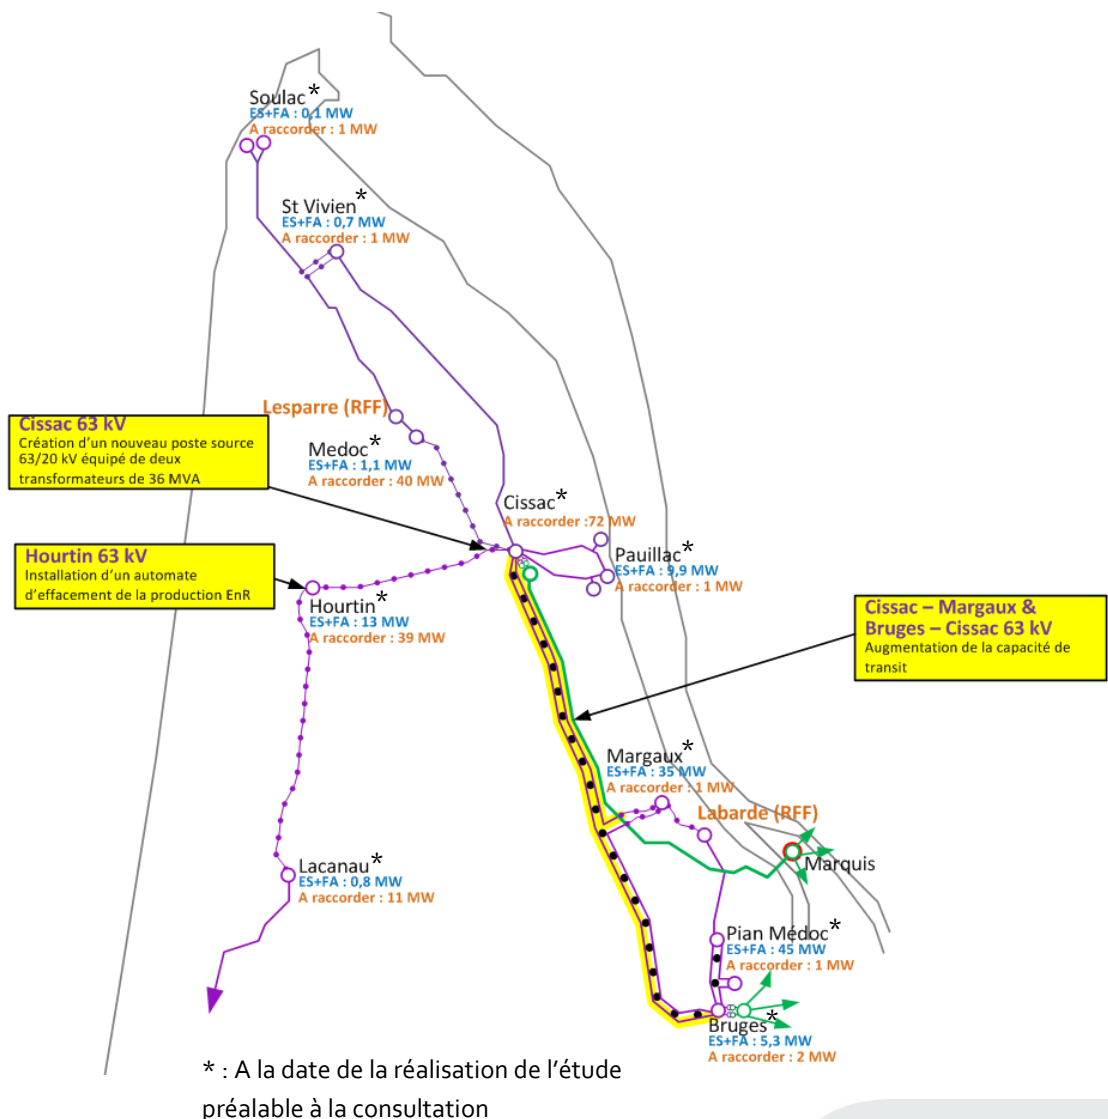 Soulac*
ES+FA : 0,1 MW
A raccorder : 1 MW
St Vivien*
ES+FA : 0,7 MW
A raccorder : 1 MW
Lesparre (RFF)
Cissac 63 kV
Création d’un nouveau poste source
63/20 kV équipé de deux
transformateurs de 36 MVA
Medoc*
ES+FA : 1,1 MW
A raccorder : 40 MW
Cissac*
A raccorder :72 MW
Pauillac*
ES+FA : 9,9 MW
A raccorder : 1 MW
Hourtin 63 kV
Installation d’un automate
d’effacement de la production EnR
Hourtin*
ES+FA : 13 MW
A raccorder : 39 MW
Cissac – Margaux &
Bruges – Cissac 63 kV
Augmentation de la capacité de
transit
Margaux*
ES+FA : 35 MW
A raccorder : 1 MW
Labarde (RFF)
Marquis
Lacanau*
ES+FA : 0,8 MW
A raccorder : 11 MW
Pian Médoc*
ES+FA : 45 MW
A raccorder : 1 MW
Bruges*
ES+FA : 5,3 MW
A raccorder : 2 MW
* : A la date de la réalisation de l’étude
préalable à la consultation